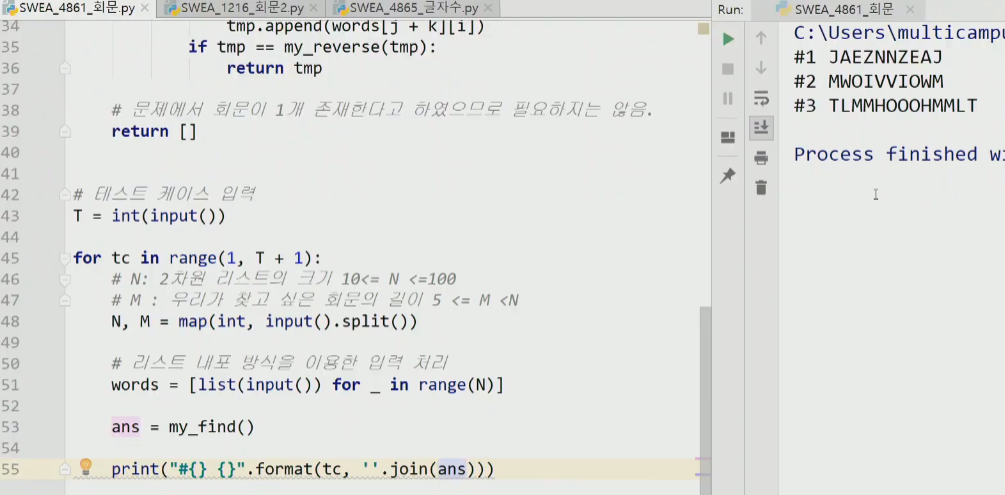 SWEA_4861_회문.py
SWEA_1216_회문2.py
SWEA_4865_글자수.py
Run:
SWEA_4861_회문
34 tmp.append(words[j + k][i])
35 if tmp == my_reverse(tmp):
36 return tmp
37
38 # 문제에서 회문이 1개 존재한다고 하였으므로 필요하지는 않음.
39 return []
40
41
42 # 테스트 케이스 입력
43 T = int(input())
44
45 for tc in range(1, T + 1):
46 # N: 2차원 리스트의 크기 10<= N <=100
47 # M : 우리가 찾고 싶은 회문의 길이 5 <= M <N
48 N, M = map(int, input().split())
49
50 # 리스트 내포 방식을 이용한 입력 처리
51 words = [list(input()) for _ in range(N)]
52
53 ans = my_find()
54
55 print("#{} {}".format(tc, ''.join(ans)))
C:\Users\multicampu
#1 JAEZNNZEAJ
#2 MWOIVVIOWM
#3 TLMMHOOOHMMLT
Process finished wi